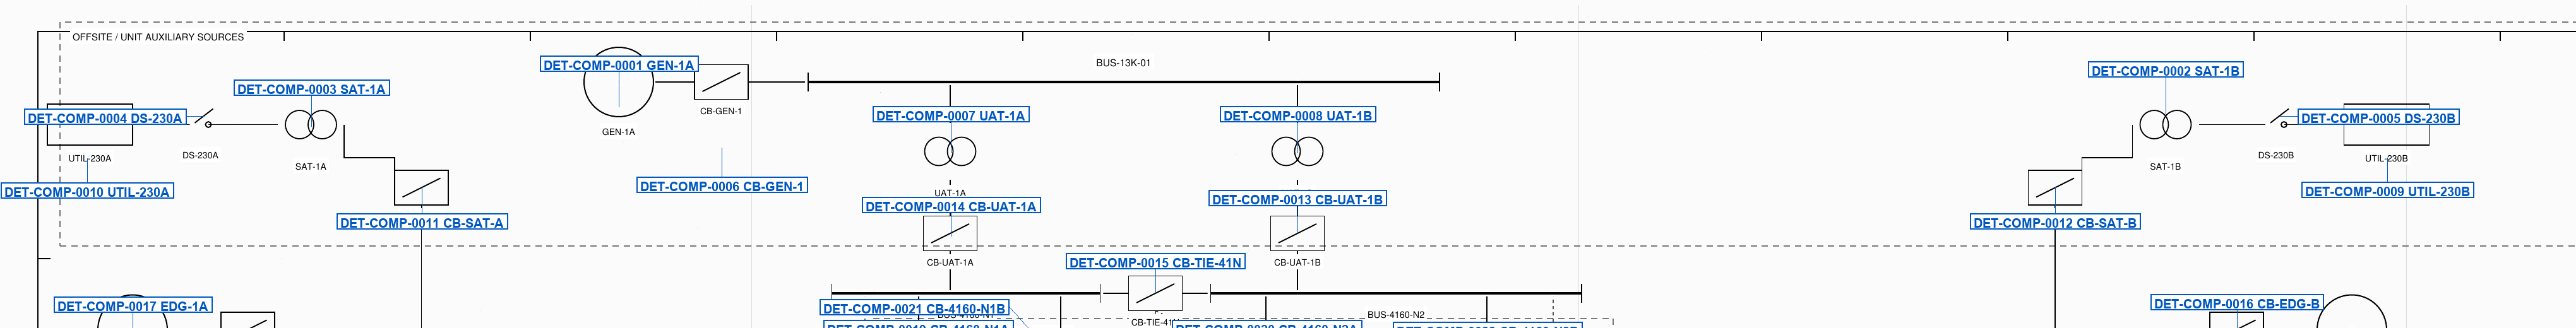 OFFSITE / UNIT AUXILIARY SOURCES
BUS-13K-01
DET-COMP-0001 GEN-1A
DET-COMP-0002 SAT-1B
DET-COMP-0003 SAT-1A
CB-GEN-1
DET-COMP-0004 DS-230A
DET-COMP-0007 UAT-1A
DET-COMP-0008 UAT-1B
DET-COMP-0005 DS-230B
GEN-1A
UTIL-230A
DS-230A
SAT-1A
SAT-1B
DS-230B
UTIL-230B
DET-COMP-0010 UTIL-230A
DET-COMP-0006 CB-GEN-1
UAT-1A
DET-COMP-0009 UTIL-230B
DET-COMP-0014 CB-UAT-1A
DET-COMP-0013 CB-UAT-1B
DET-COMP-0011 CB-SAT-A
DET-COMP-0012 CB-SAT-B
CB-UAT-1A
DET-COMP-0015 CB-TIE-41N
CB-UAT-1B
DET-COMP-0017 EDG-1A
DET-COMP-0021 CB-4160-N1B
DET-COMP-0016 CB-EDG-B
BUS-4160-N2